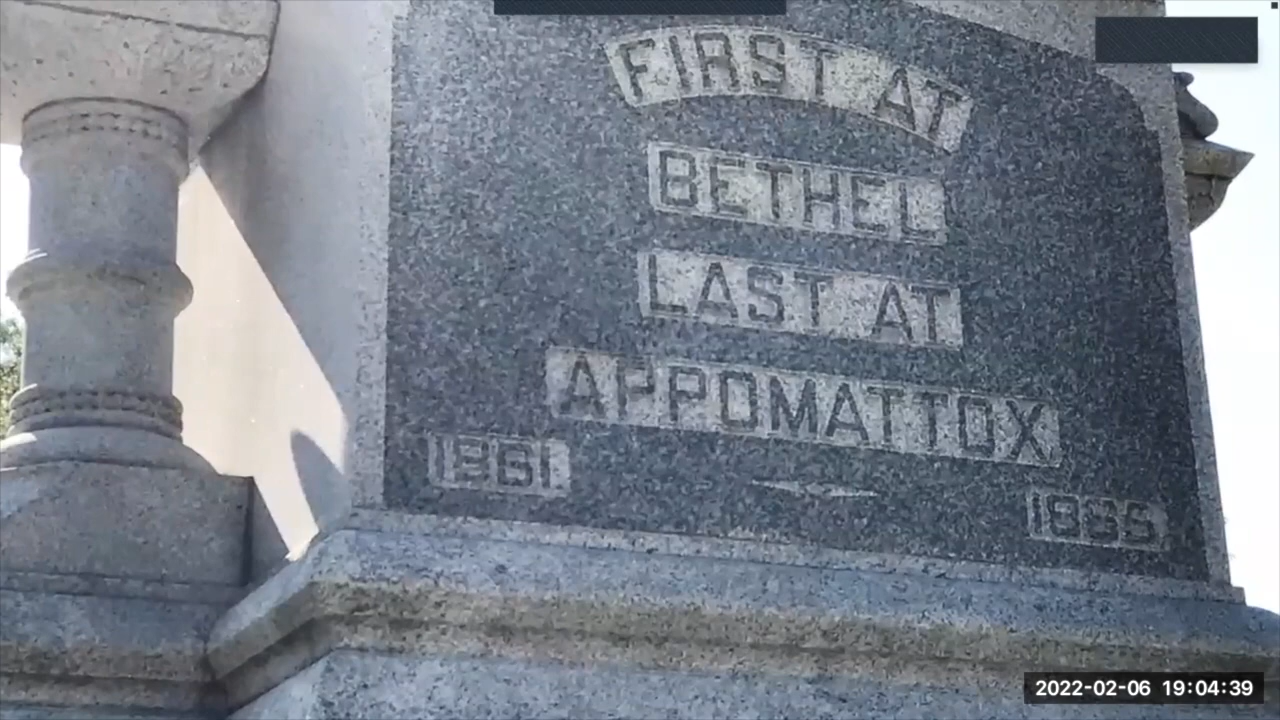 FIRST AT
BETHEL
LAST AT
APPOMATTOX
1861.
1865
2022-02-06 19:04:39